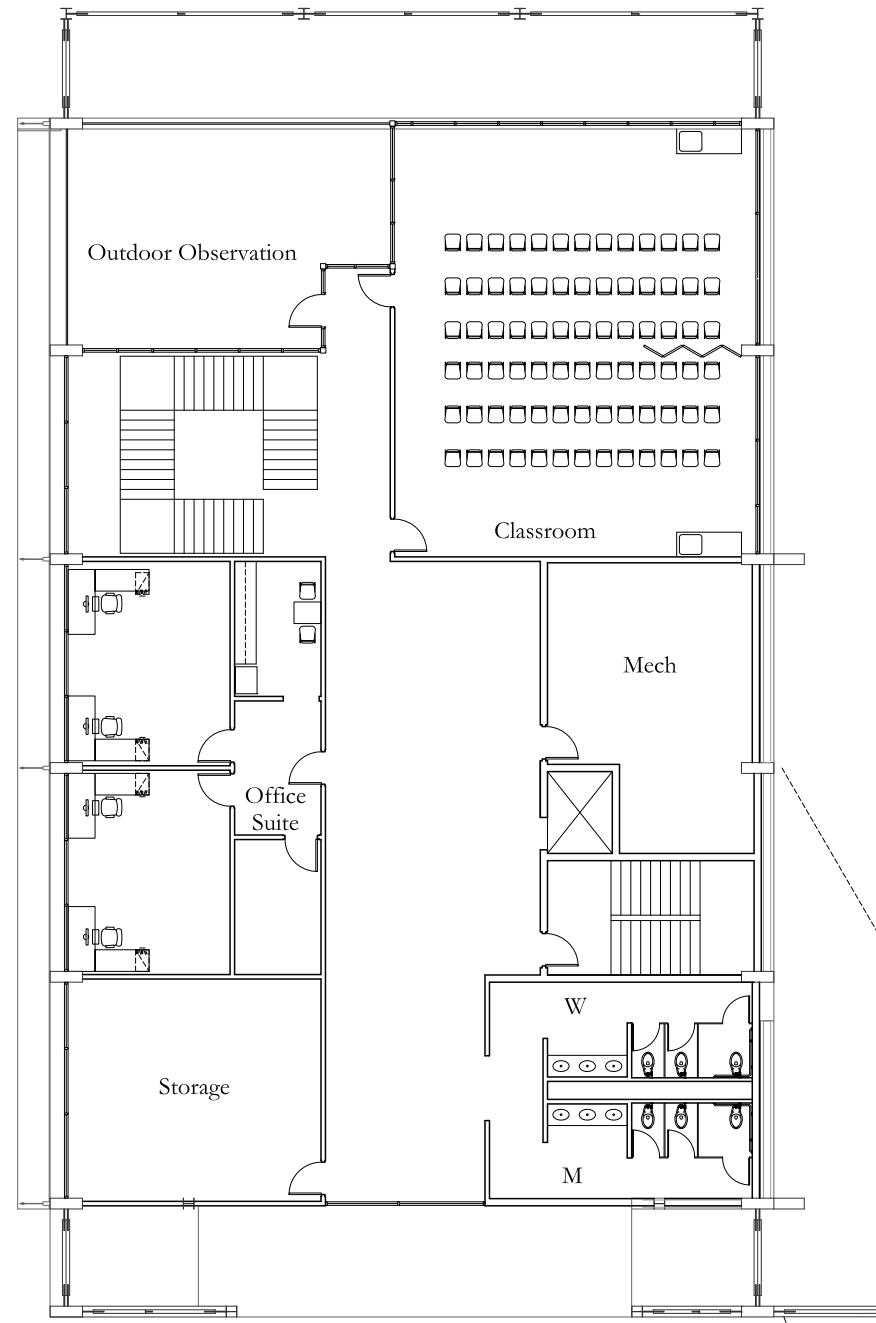 Outdoor Observation
Classroom
Mech
Office
Suite
W
Storage
M